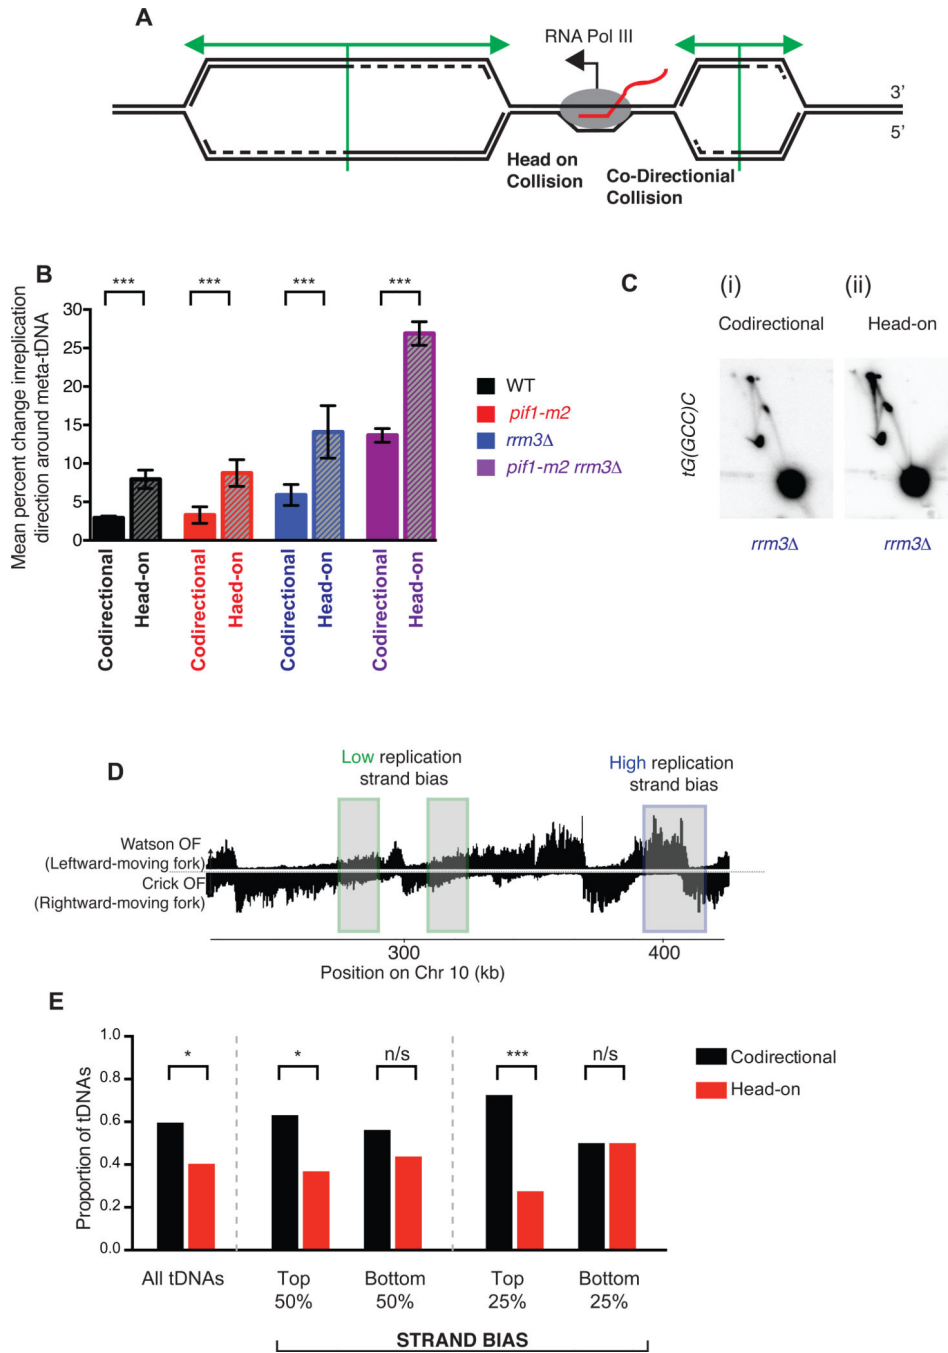 A
RNA Pol III
3'
5'
Head on
Collision
Co-Directionial
Collision
B
*** *** *** ***
Mean percent change inreplication
direction around meta-tDNA
30
25
20
15
10
5
0
Codirectional
Head-on
Codirectional
Haed-on
Codirectional
Head-on
Codirectional
Head-on
WT
pif1-m2
rrm3Δ
pif1-m2 rrm3Δ
C
(i) (ii)
Codirectional Head-on
tG(GCC)C
rrm3Δ rrm3Δ
D
Low replication
strand bias
High replication
strand bias
Watson OF
(Leftward-moving fork)
Crick OF
(Rightward-moving fork)
300 400
Position on Chr 10 (kb)
E
Proportion of tDNAs
1.0
0.8
0.6
0.4
0.2
0.0
* * n/s *** n/s
Codirectional
Head-on
All tDNAs
Top
50%
Bottom
50%
Top
25%
Bottom
25%
STRAND BIAS